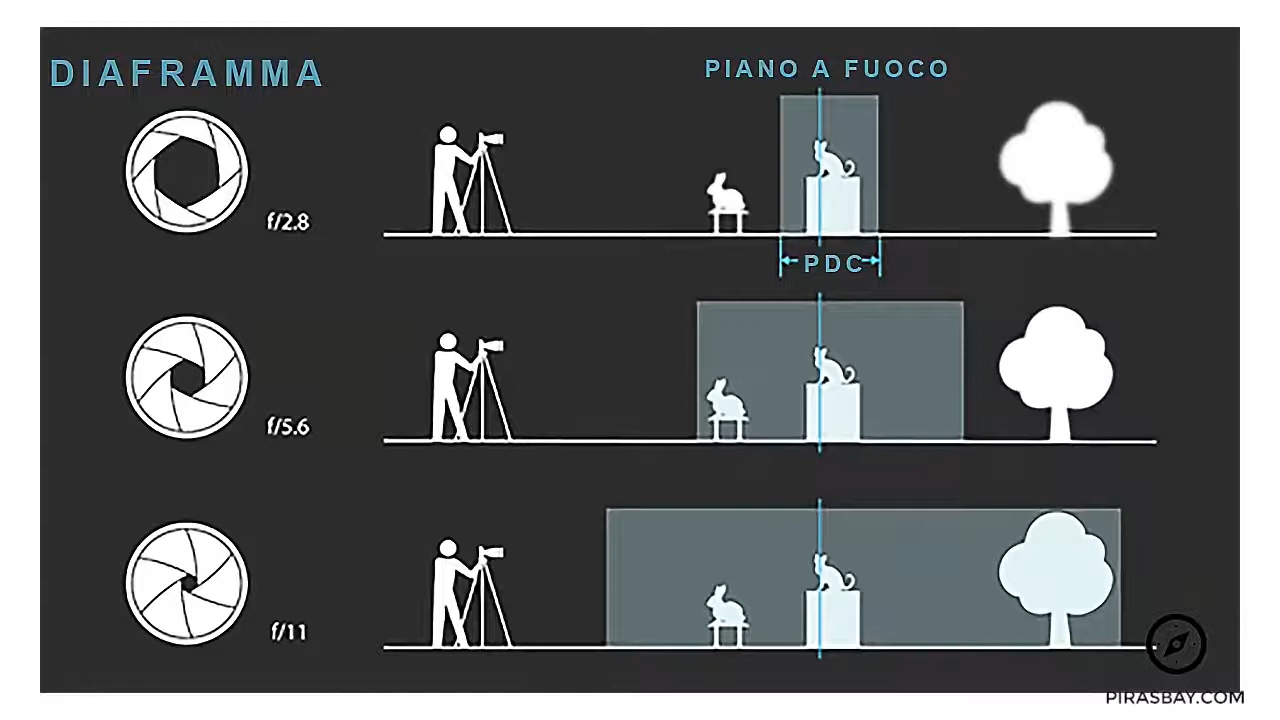 DIAFRAMMA
PIANO A FUOCO
f/2.8
PDC
f/5.6
f/11
PIRASBAY.COM